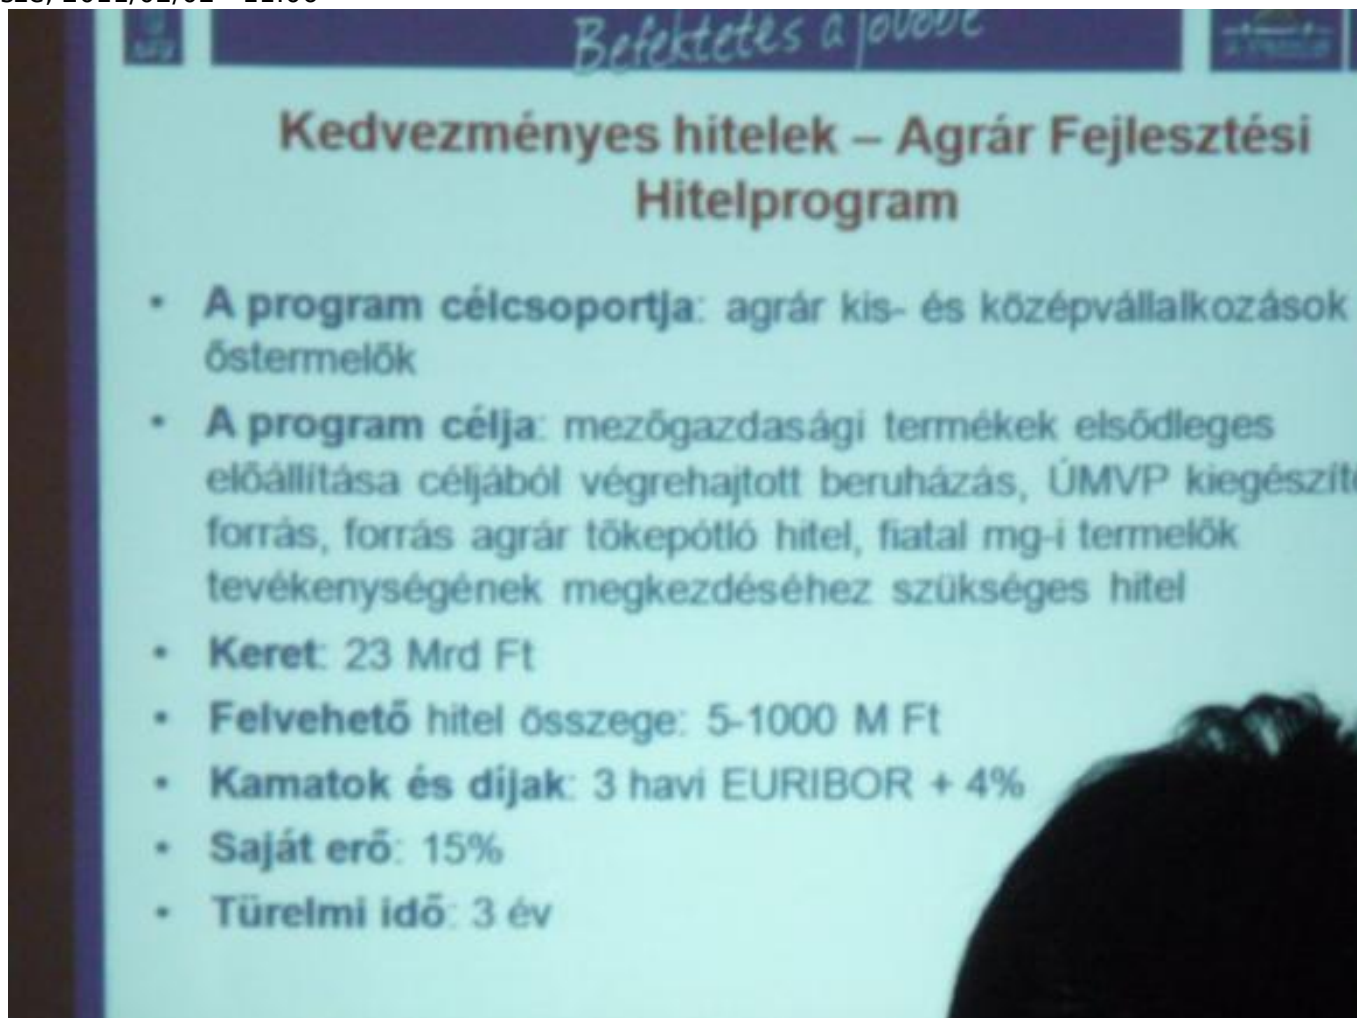 Befektetés a jövőbe
Kedvezményes hitelek – Agrár Fejlesztési
Hitelprogram
• A program célcsoportja: agrár kis- és középvállalkozások
őstermelők
• A program célja: mezőgazdasági termékek elsődleges
előállítása céljából végrehajtott beruházás, ÚMVP kiegészítő
forrás, forrás agrár tőkepótló hitel, fiatal mg-i termelők
tevékenységének megkezdéséhez szükséges hitel
• Keret: 23 Mrd Ft
• Felvehető hitel összege: 5-1000 M Ft
• Kamatok és díjak: 3 havi EURIBOR + 4%
• Saját erő: 15%
• Türelmi idő: 3 év